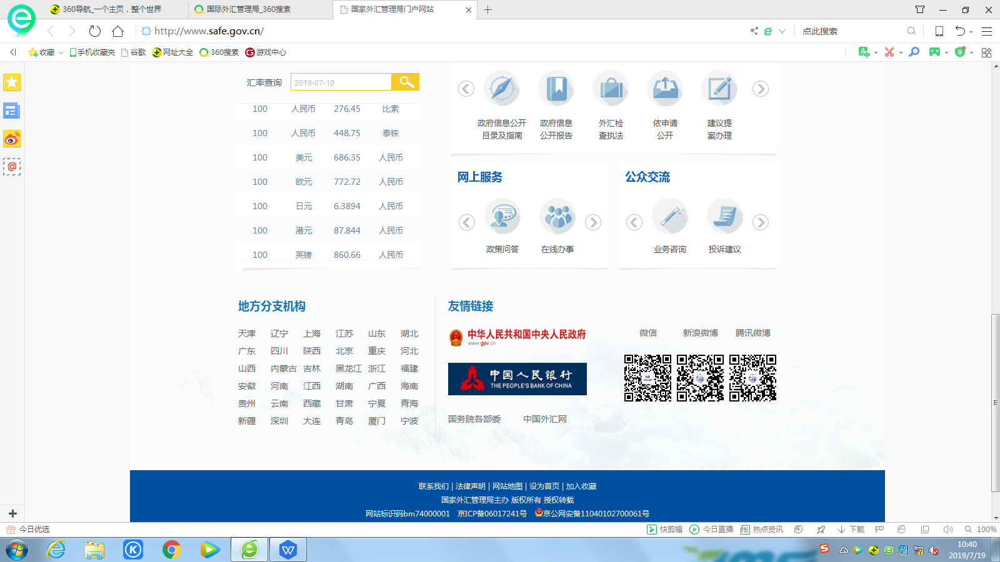 360导航_一个主页，整个世界
国际外汇管理局_360搜索
国家外汇管理局门户网站
http://www.safe.gov.cn/
点此搜索
收藏
手机收藏夹
谷歌
网址大全
360搜索
游戏中心
汇率查询
2019-07-19
100 人民币 276.45 比索
100 人民币 448.75 泰铢
100 美元 686.35 人民币
100 欧元 772.72 人民币
100 日元 6.3894 人民币
100 港元 87.844 人民币
100 英镑 860.66 人民币
政府信息公开
目录及指南
政府信息
公开报告
外汇检
查执法
依申请
公开
建议提
案办理
网上服务
政策问答
在线办事
公众交流
业务咨询
投诉建议
地方分支机构
天津 辽宁 上海 江苏 山东 湖北
广东 四川 陕西 北京 重庆 河北
山西 内蒙古 吉林 黑龙江 浙江 福建
安徽 河南 江西 湖南 广西 海南
贵州 云南 西藏 甘肃 宁夏 青海
新疆 深圳 大连 青岛 厦门 宁波
友情链接
中华人民共和国中央人民政府
www.gov.cn
中国人民银行
THE PEOPLE'S BANK OF CHINA
国务院各部委
中国外汇网
微信
新浪微博
腾讯微博
联系我们 | 法律声明 | 网站地图 | 设为首页 | 加入收藏
国家外汇管理局主办 版权所有 授权转载
网站标识码bm74000001 京ICP备06017241号 京公网安备11040102700061号
今日优选
快剪辑
今日直播
热点资讯
下载
100%
10:40
2019/7/19